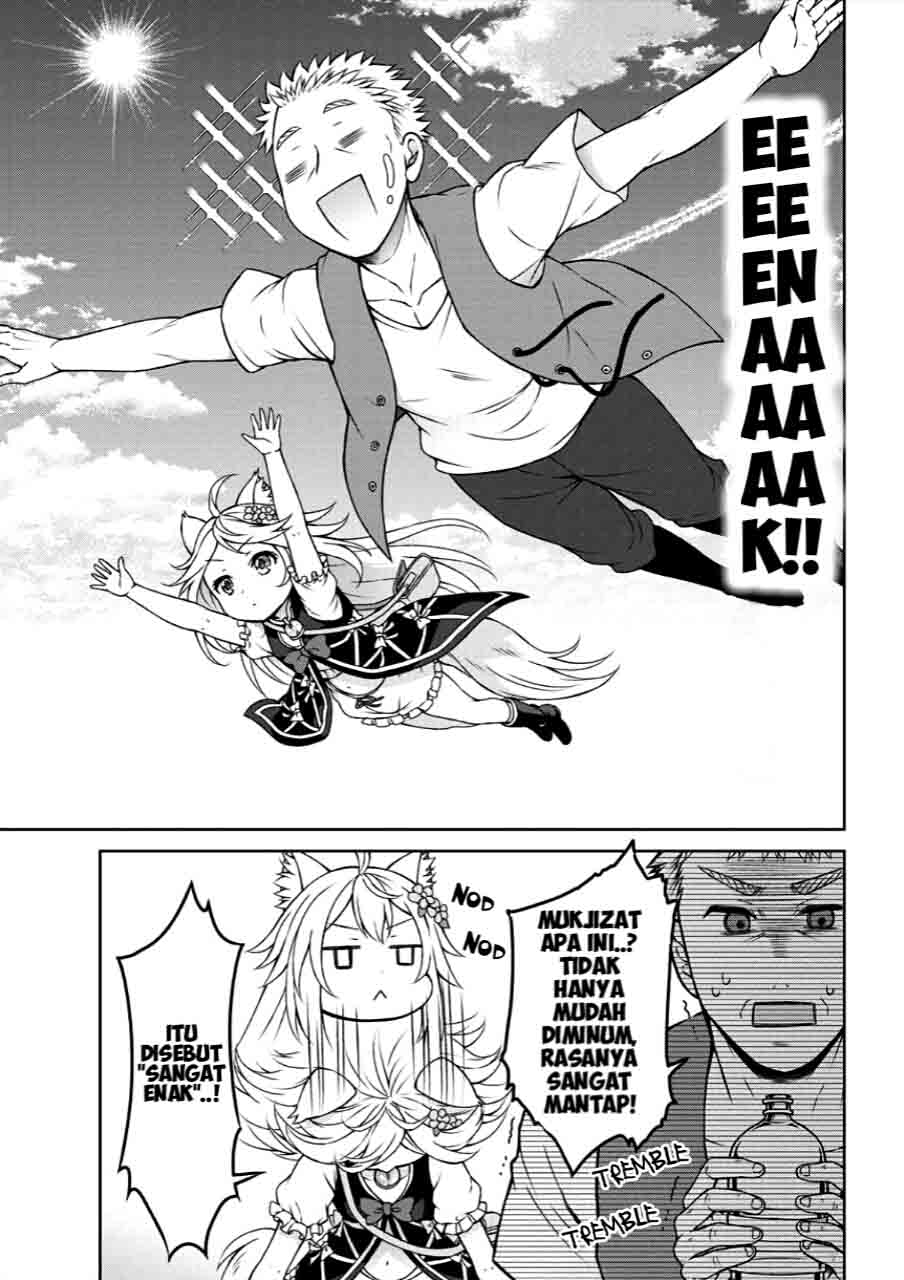 EE
EE
EN
AA
AA
AA
K!!
MUKJIZAT
APA INI..?
TIDAK
HANYA
MUDAH
DIMINUM,
RASANYA
SANGAT
MANTAP!
TREMBLE
TREMBLE
NOD
NOD
ITU
DISEBUT
"SANGAT
ENAK"..!